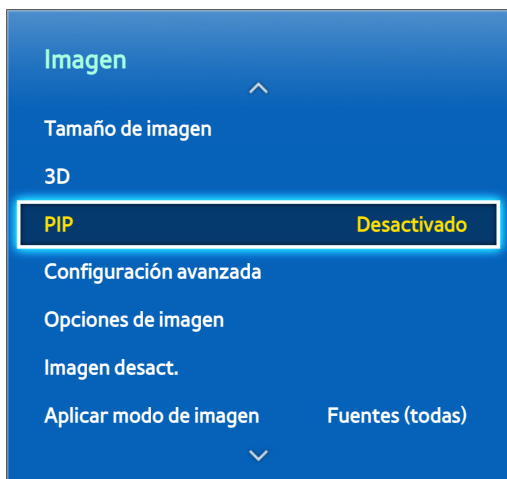 Imagen
Tamaño de imagen
3D
PIP Desactivado
Configuración avanzada
Opciones de imagen
Imagen desact.
Aplicar modo de imagen Fuentes (todas)